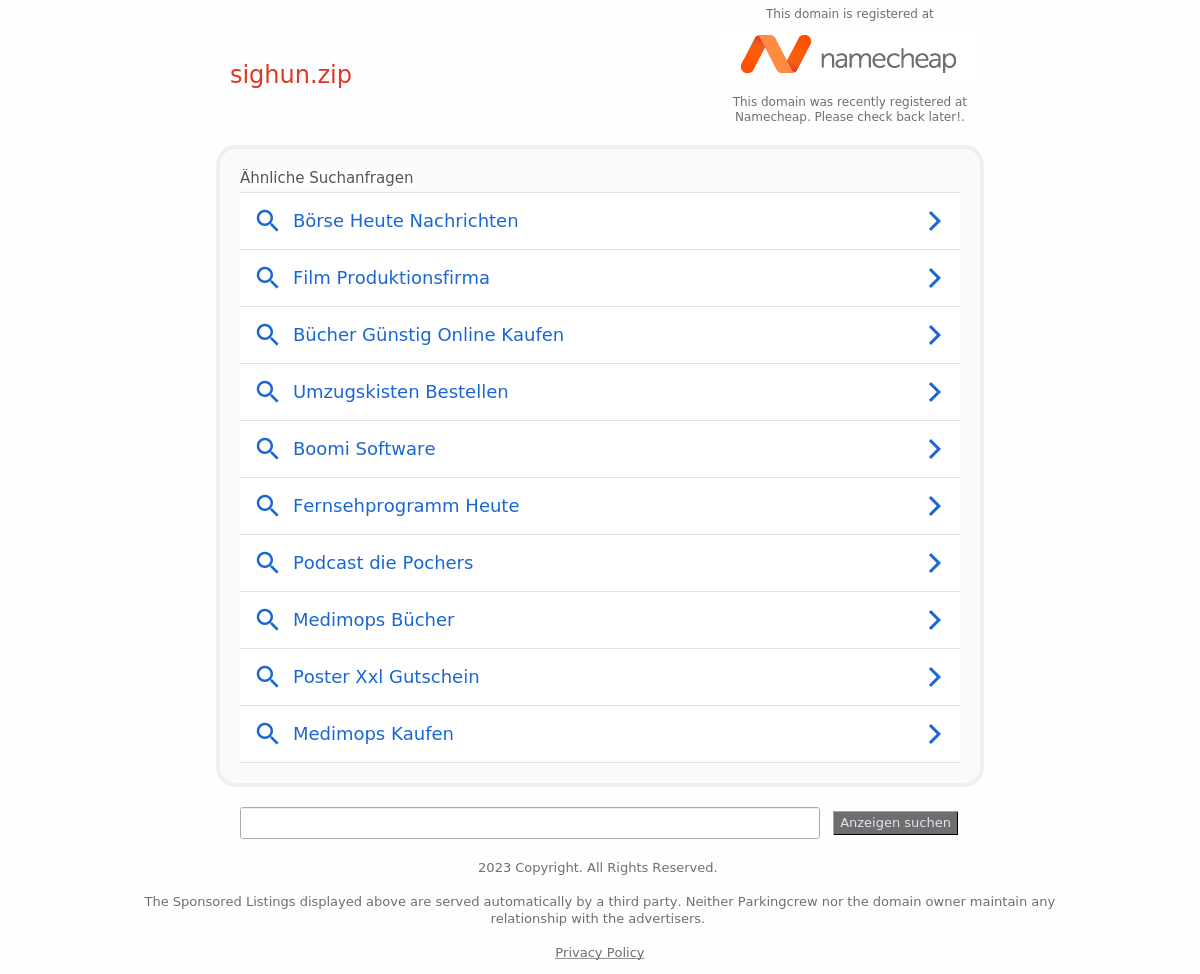 This domain is registered at
namecheap
sighun.zip
This domain was recently registered at
Namecheap. Please check back later!.
Ähnliche Suchanfragen
Börse Heute Nachrichten
Film Produktionsfirma
Bücher Günstig Online Kaufen
Umzugskisten Bestellen
Boomi Software
Fernsehprogramm Heute
Podcast die Pochers
Medimops Bücher
Poster Xxl Gutschein
Medimops Kaufen
Anzeigen suchen
2023 Copyright. All Rights Reserved.
The Sponsored Listings displayed above are served automatically by a third party. Neither Parkingcrew nor the domain owner maintain any
relationship with the advertisers.
Privacy Policy